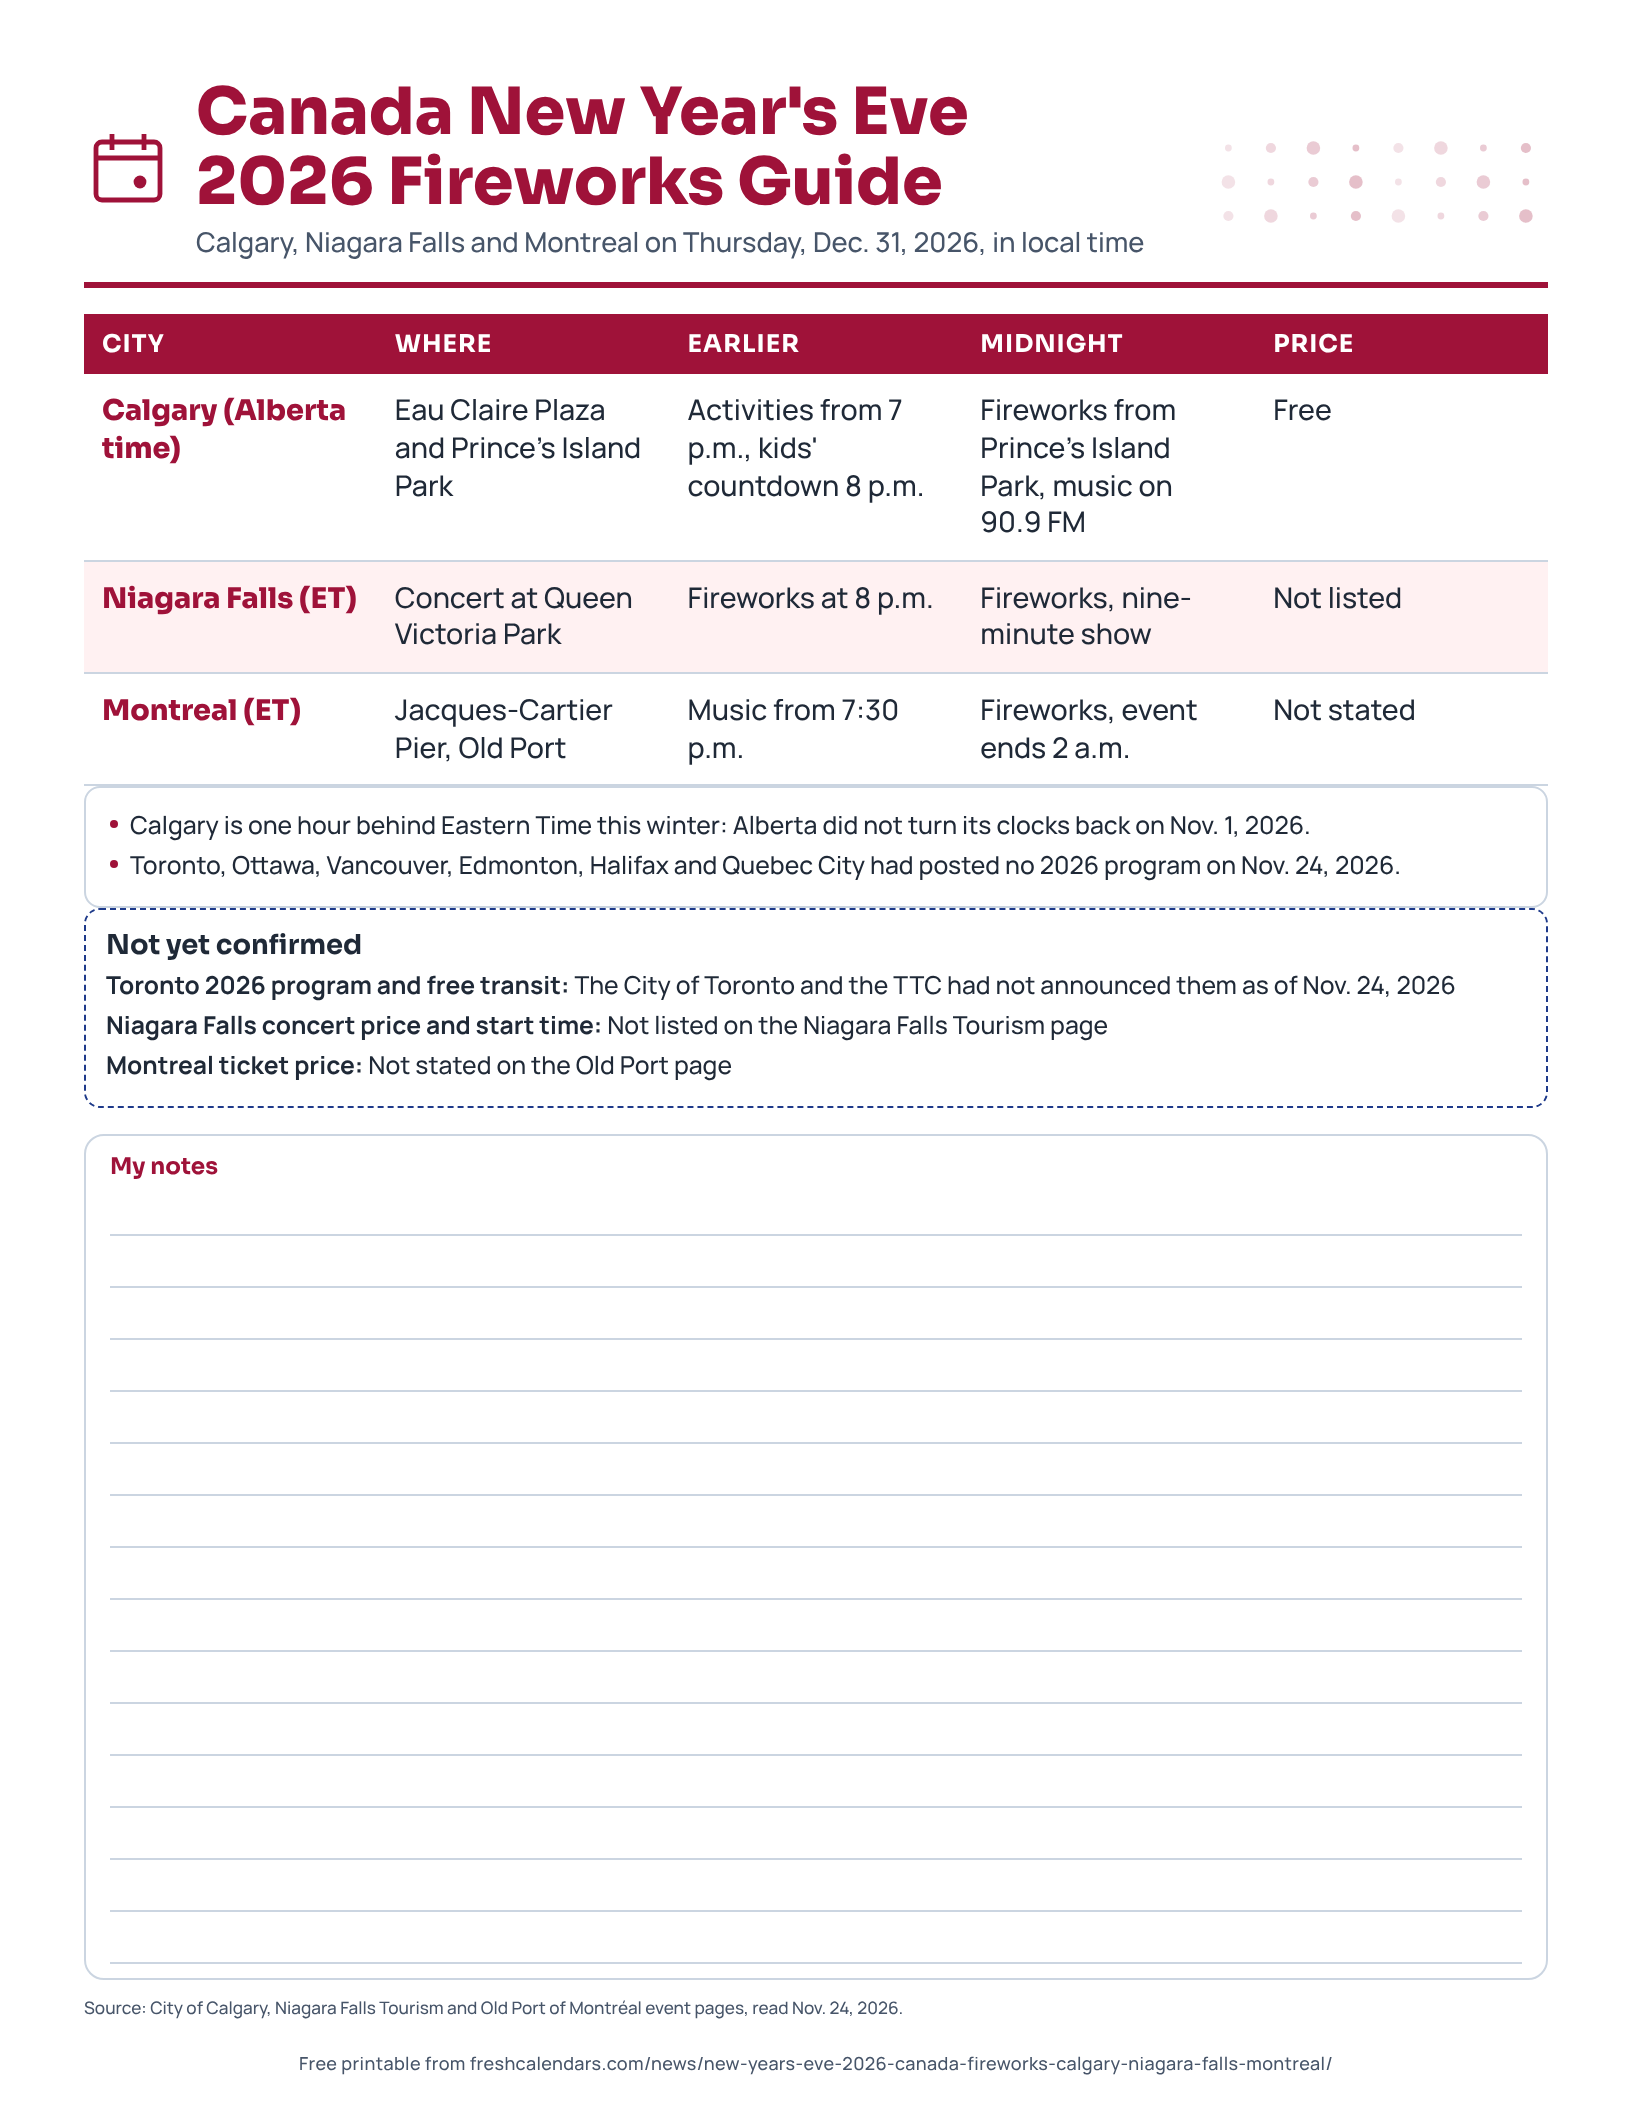 Canada New Year's Eve
2026 Fireworks Guide
Calgary, Niagara Falls and Montreal on Thursday, Dec. 31, 2026, in local time
CITY WHERE EARLIER MIDNIGHT PRICE
Calgary (Alberta time)
Eau Claire Plaza and Prince’s Island Park
Activities from 7 p.m., kids' countdown 8 p.m.
Fireworks from Prince’s Island Park, music on 90.9 FM
Free
Niagara Falls (ET)
Concert at Queen Victoria Park
Fireworks at 8 p.m.
Fireworks, nine-minute show
Not listed
Montreal (ET)
Jacques-Cartier Pier, Old Port
Music from 7:30 p.m.
Fireworks, event ends 2 a.m.
Not stated
• Calgary is one hour behind Eastern Time this winter: Alberta did not turn its clocks back on Nov. 1, 2026.
• Toronto, Ottawa, Vancouver, Edmonton, Halifax and Quebec City had posted no 2026 program on Nov. 24, 2026.
Not yet confirmed
Toronto 2026 program and free transit: The City of Toronto and the TTC had not announced them as of Nov. 24, 2026
Niagara Falls concert price and start time: Not listed on the Niagara Falls Tourism page
Montreal ticket price: Not stated on the Old Port page
My notes
Source: City of Calgary, Niagara Falls Tourism and Old Port of Montréal event pages, read Nov. 24, 2026.
Free printable from freshcalendars.com/news/new-years-eve-2026-canada-fireworks-calgary-niagara-falls-montreal/